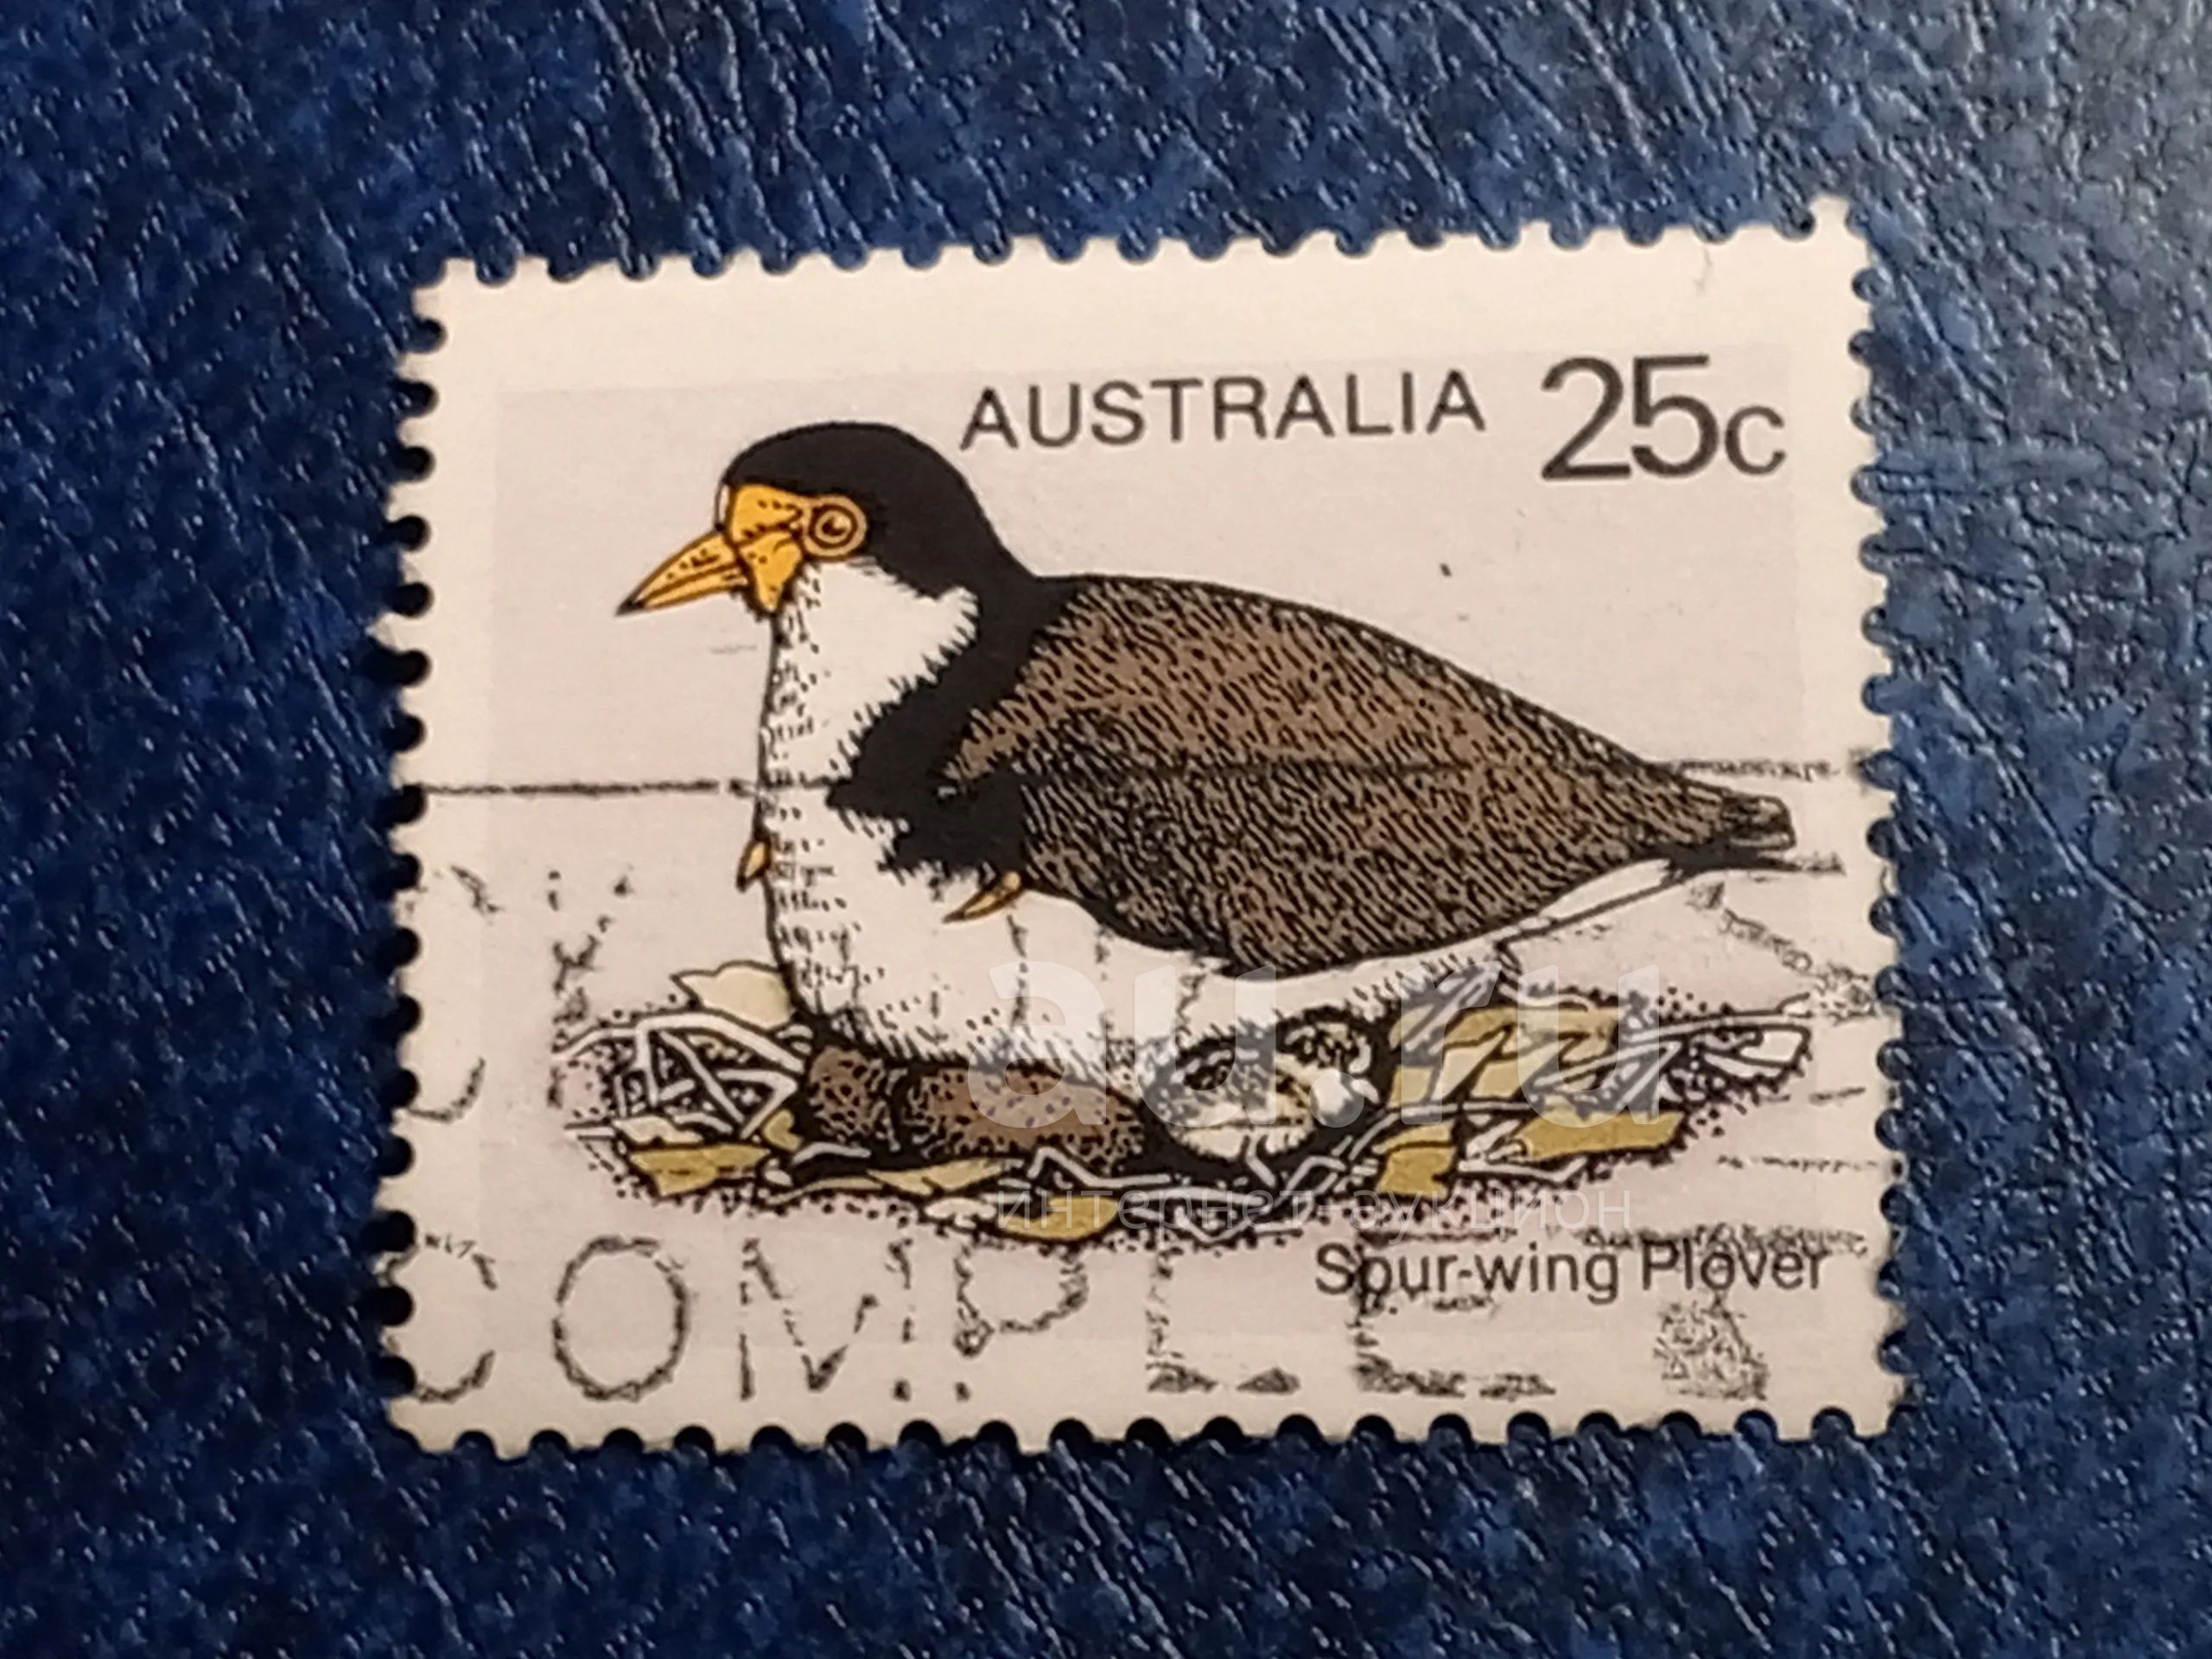 AUSTRALIA 25c
au.ru
интернет-аукцион
Spur-wing Plover
COMPLE